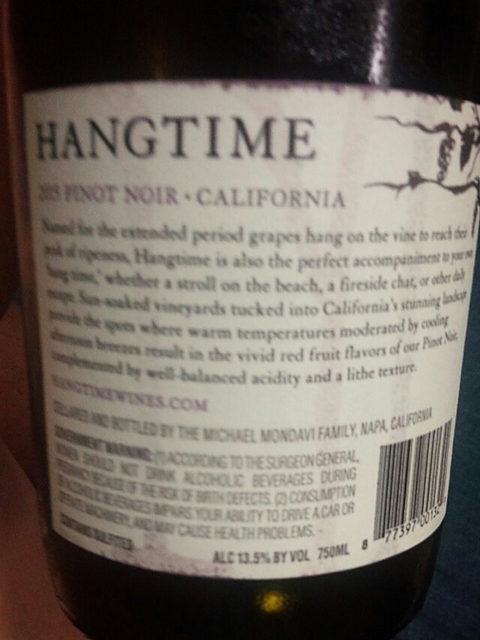 HANGTIME
2015 PINOT NOIR • CALIFORNIA
Named for the extended period grapes hang on the vine to reach their
peak of ripeness, Hangtime is also the perfect accompaniment to your own
"hang time," whether a stroll on the beach, a fireside chat, or other daily
escape. Sun-soaked vineyards tucked into California's stunning landscape
provide the spots where warm temperatures moderated by cooling
afternoon breezes result in the vivid red fruit flavors of our Pinot Noir,
complemented by well-balanced acidity and a lithe texture.
HANGTIMEWINES.COM
CELLARED AND BOTTLED BY THE MICHAEL MONDAVI FAMILY, NAPA, CALIFORNIA
GOVERNMENT WARNING: (1) ACCORDING TO THE SURGEON GENERAL,
WOMEN SHOULD NOT DRINK ALCOHOLIC BEVERAGES DURING
PREGNANCY BECAUSE OF THE RISK OF BIRTH DEFECTS. (2) CONSUMPTION
OF ALCOHOLIC BEVERAGES IMPAIRS YOUR ABILITY TO DRIVE A CAR OR
OPERATE MACHINERY, AND MAY CAUSE HEALTH PROBLEMS.
CONTAINS SULFITES
ALC 13.5% BY VOL 750ML
8 77397 00132